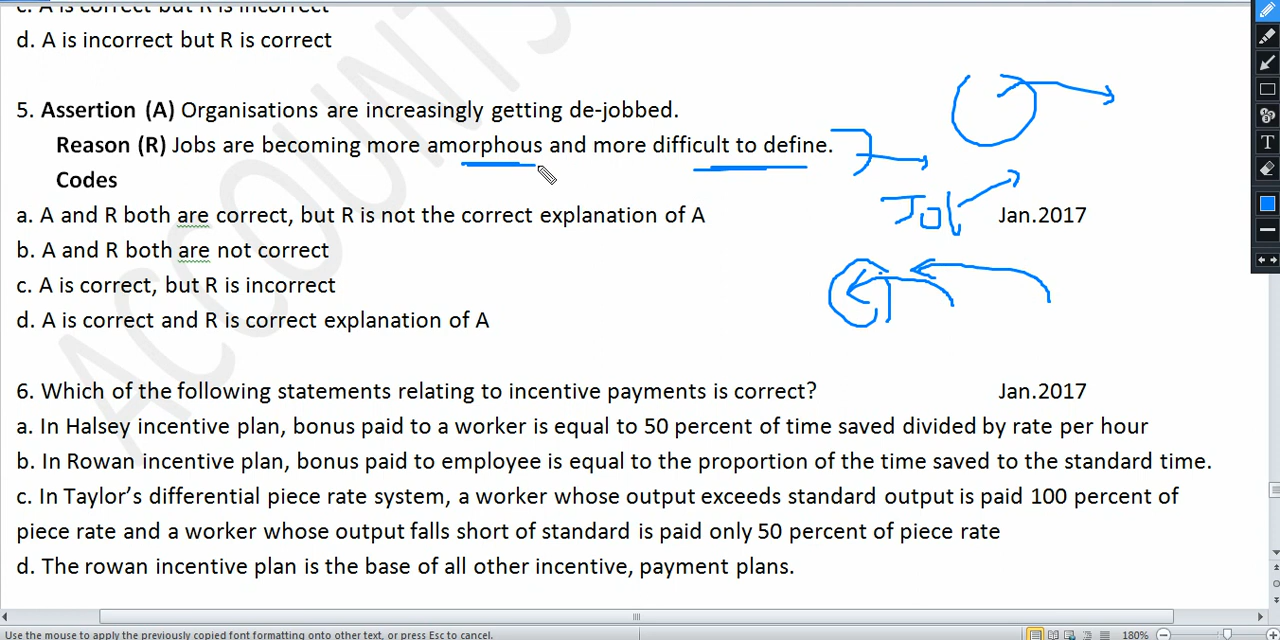 c. A is correct but R is incorrect
d. A is incorrect but R is correct
5. Assertion (A) Organisations are increasingly getting de-jobbed.
Reason (R) Jobs are becoming more amorphous and more difficult to define.
Codes
a. A and R both are correct, but R is not the correct explanation of A Jan.2017
Job
b. A and R both are not correct
c. A is correct, but R is incorrect
d. A is correct and R is correct explanation of A
6. Which of the following statements relating to incentive payments is correct? Jan.2017
a. In Halsey incentive plan, bonus paid to a worker is equal to 50 percent of time saved divided by rate per hour
b. In Rowan incentive plan, bonus paid to employee is equal to the proportion of the time saved to the standard time.
c. In Taylor's differential piece rate system, a worker whose output exceeds standard output is paid 100 percent of
piece rate and a worker whose output falls short of standard is paid only 50 percent of piece rate
d. The rowan incentive plan is the base of all other incentive, payment plans.
ACCOUNTS
T
Use the mouse to apply the previously copied font formatting onto other text, or press Esc to cancel.
180%